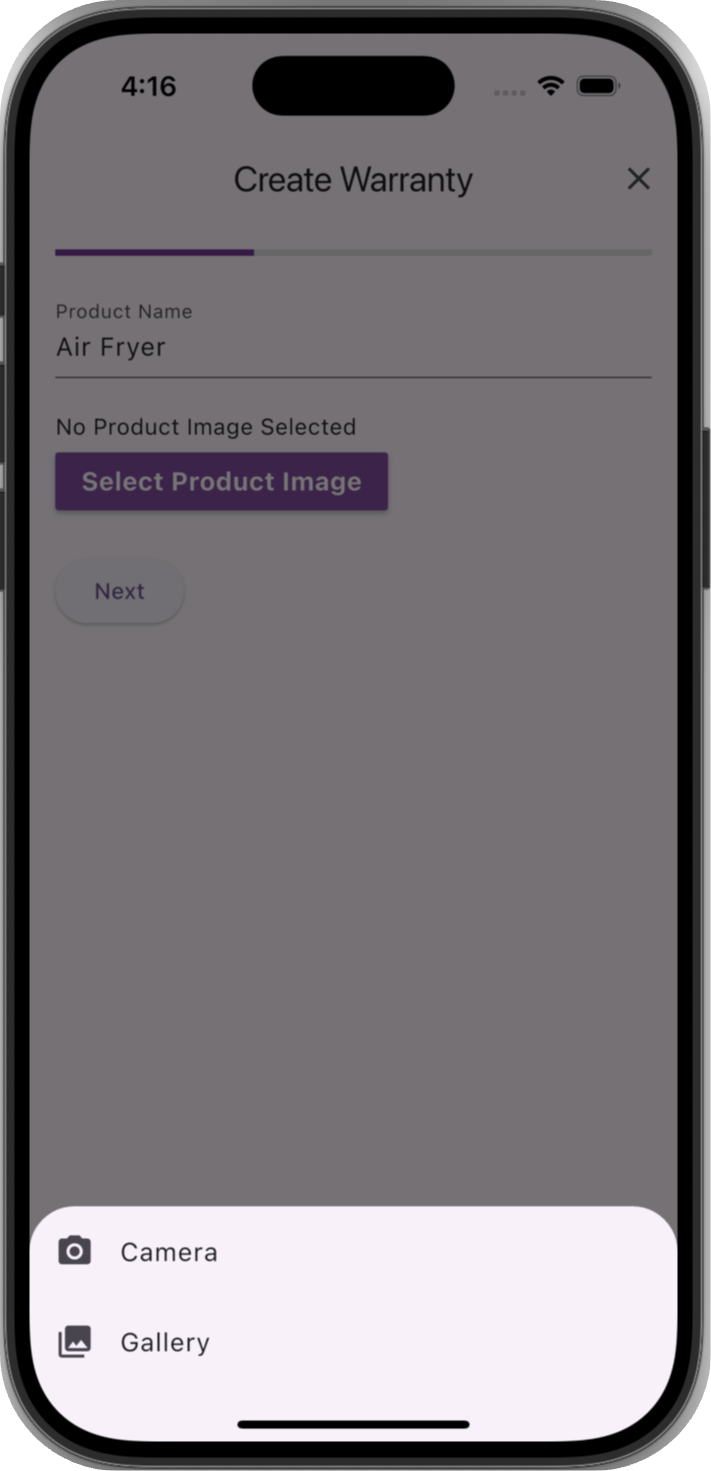 4:16
Create Warranty
Product Name
Air Fryer
No Product Image Selected
Select Product Image
Next
Camera
Gallery